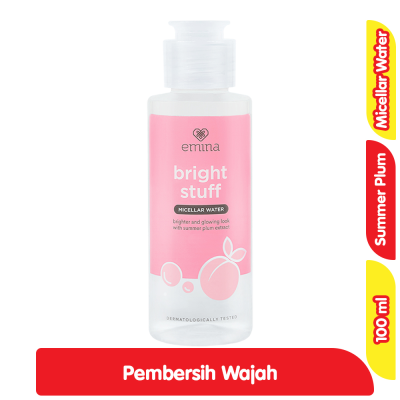 emina
bright
stuff
MICELLAR WATER
brighter and glowing look
with summer plum extract
DERMATOLOGICALLY TESTED
Micellar Water
Summer Plum
100 ml
Pembersih Wajah